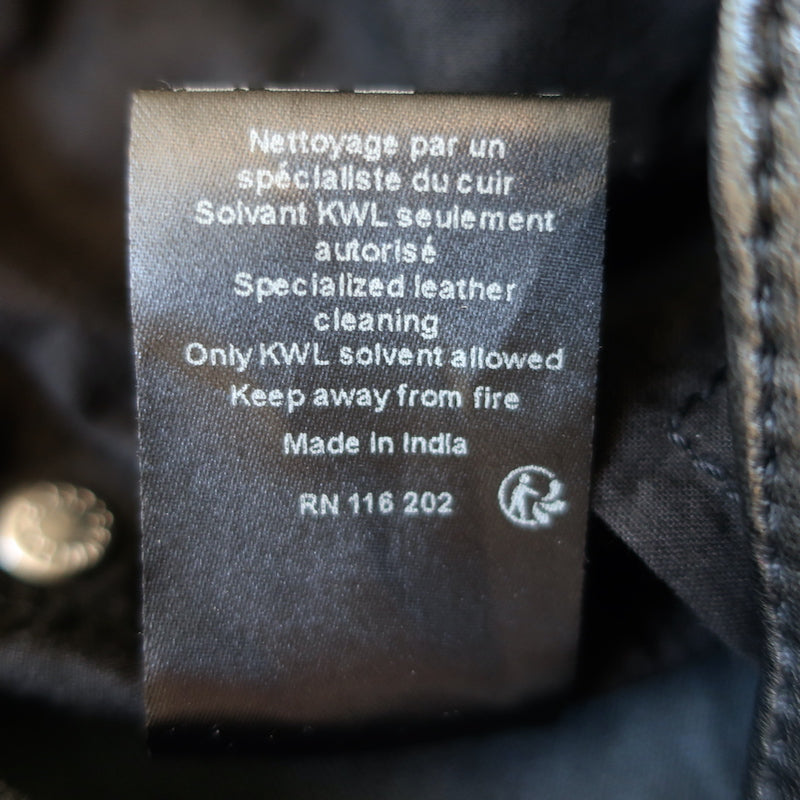 Nettoyage par un
spécialiste du cuir
Solvant KWL seulement
autorisé
Specialized leather
cleaning
Only KWL solvent allowed
Keep away from fire
Made in India
RN 116 202